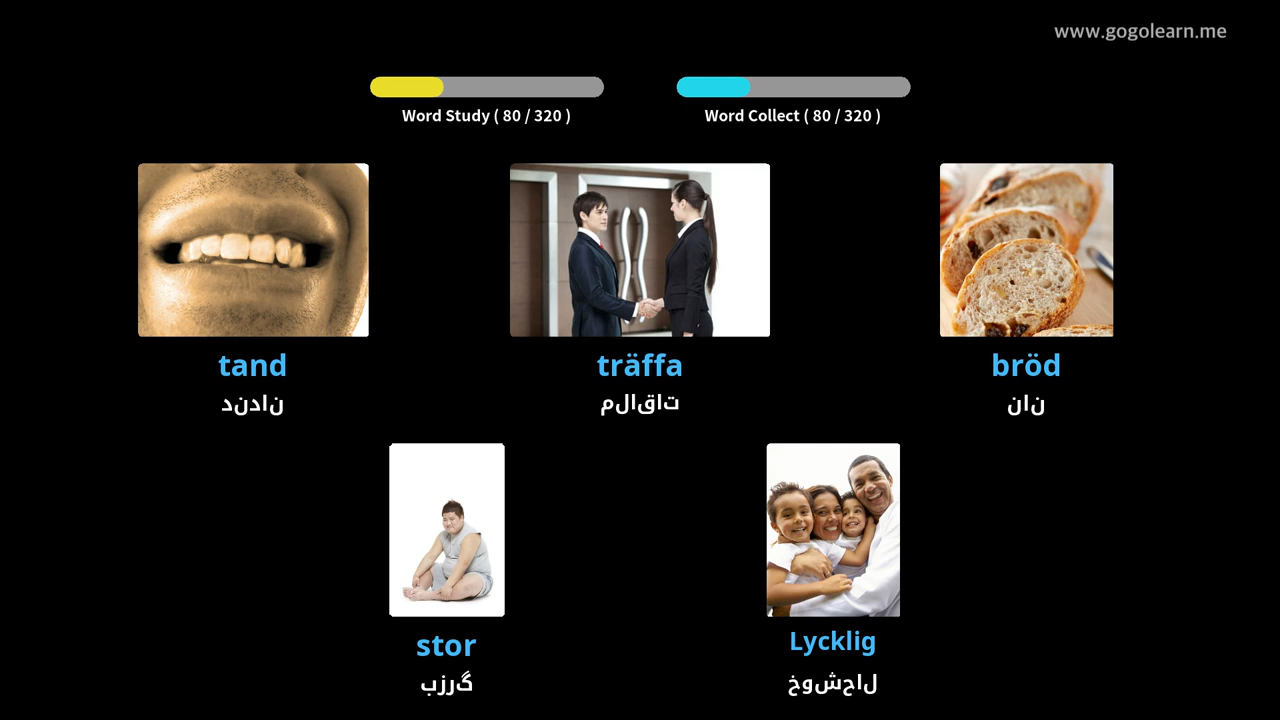 www.gogolearn.me
Word Study ( 80 / 320 )
Word Collect ( 80 / 320 )
tand
دندان
träffa
ملاقات
bröd
نان
stor
بزرگ
Lycklig
خوشحال